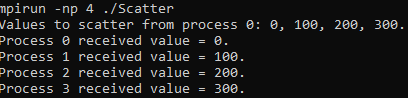 mpirun -np 4 ./Scatter
Values to scatter from process 0: 0, 100, 200, 300.
Process 0 received value = 0.
Process 1 received value = 100.
Process 2 received value = 200.
Process 3 received value = 300.